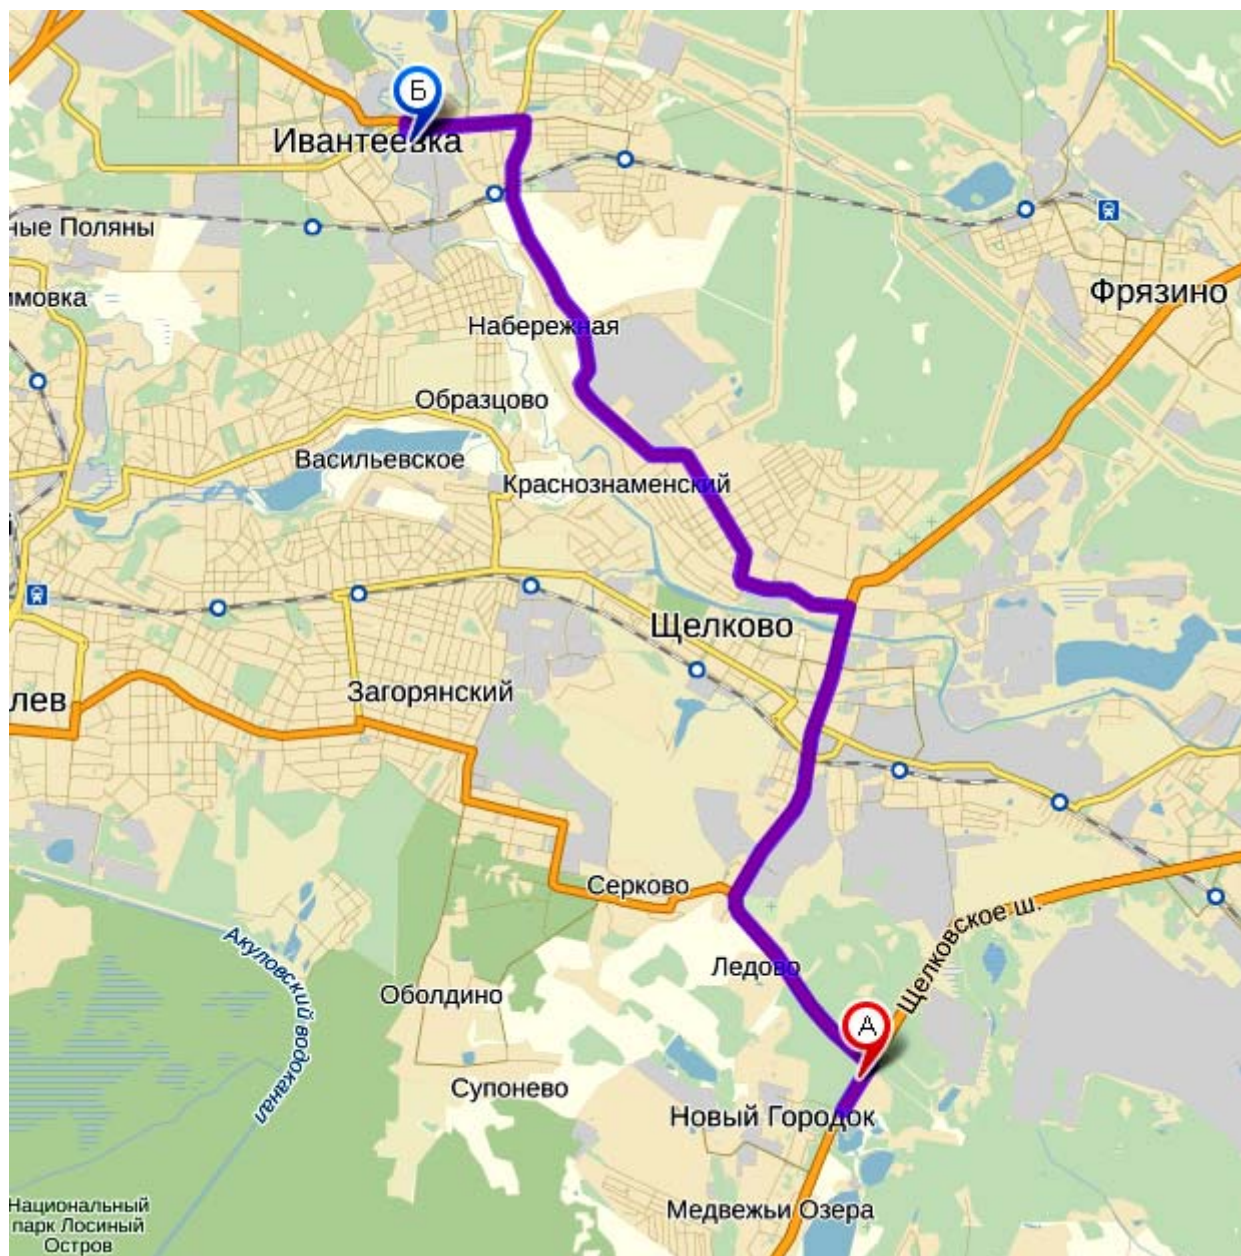 Б
Ивантеевка
ные Поляны
Фрязино
имовка
Набережная
Образцово
Васильевское
Краснознаменский
Щелково
Загорянский
лев
Серково
Щелковское ш.
Акуловский водоканал
Ледово
Оболдино
А
Супонево
Новый Городок
Медвежьи Озера
Национальный
парк Лосиный
Остров